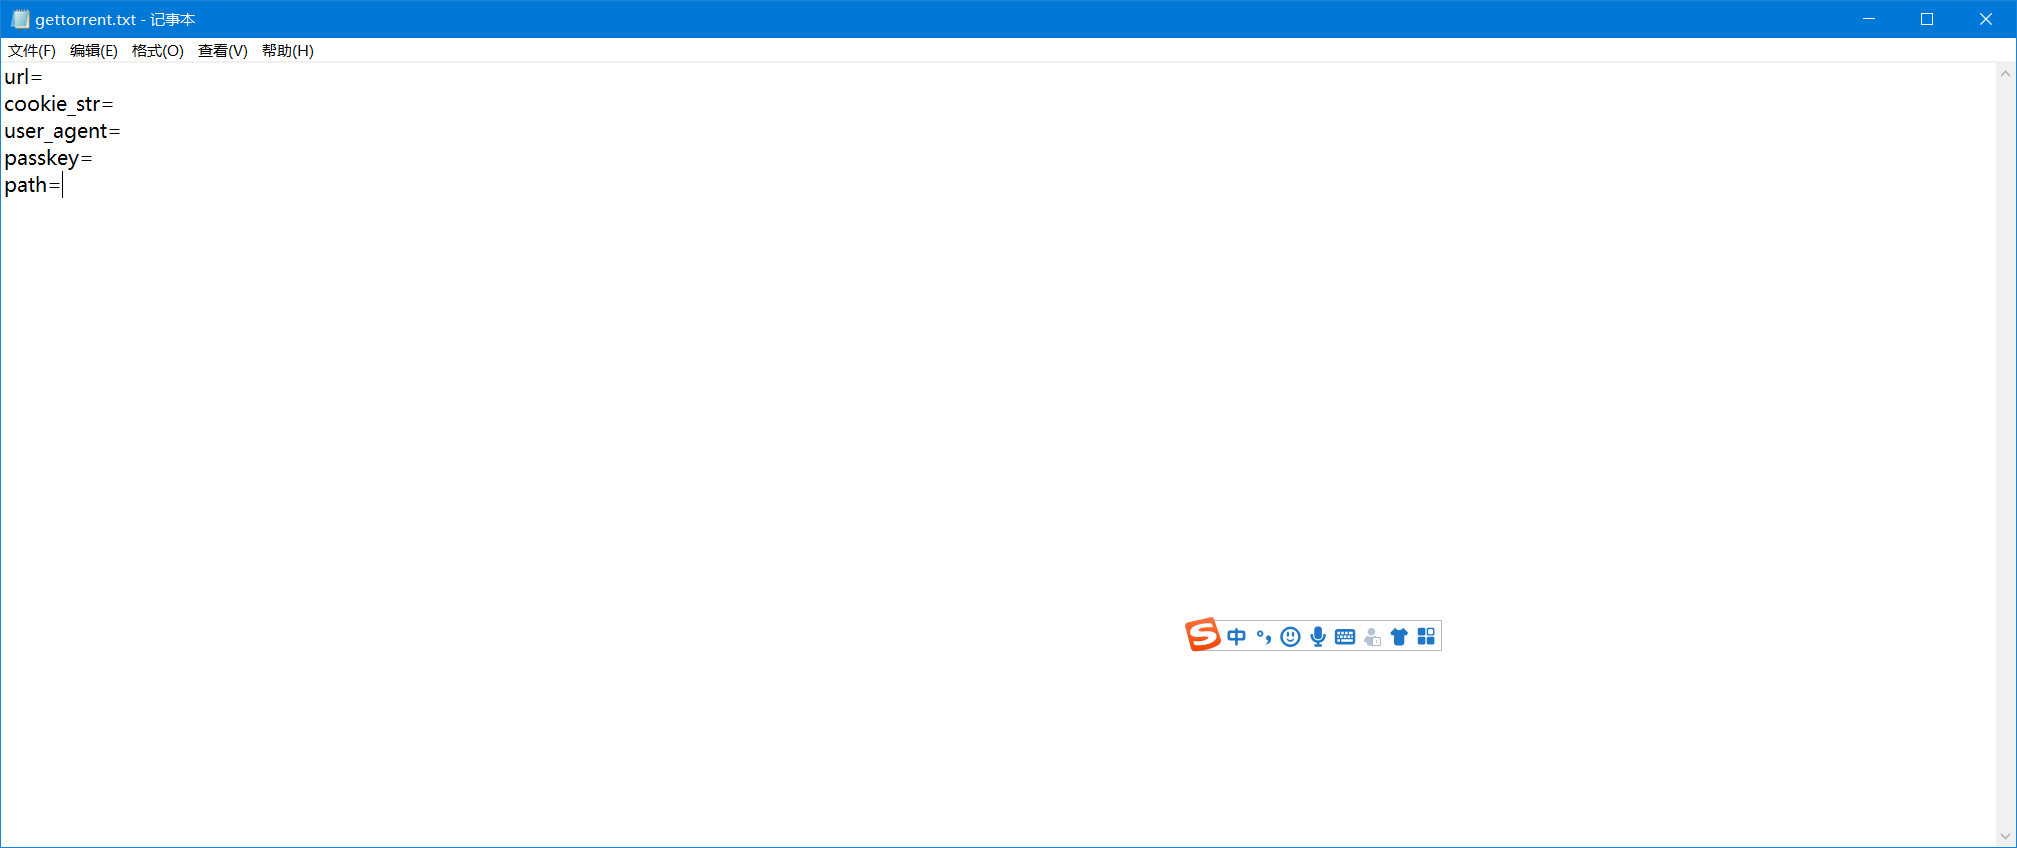 gettorrent.txt - 记事本
文件(F) 编辑(E) 格式(O) 查看(V) 帮助(H)
url=
cookie_str=
user_agent=
passkey=
path=
S 中 °,